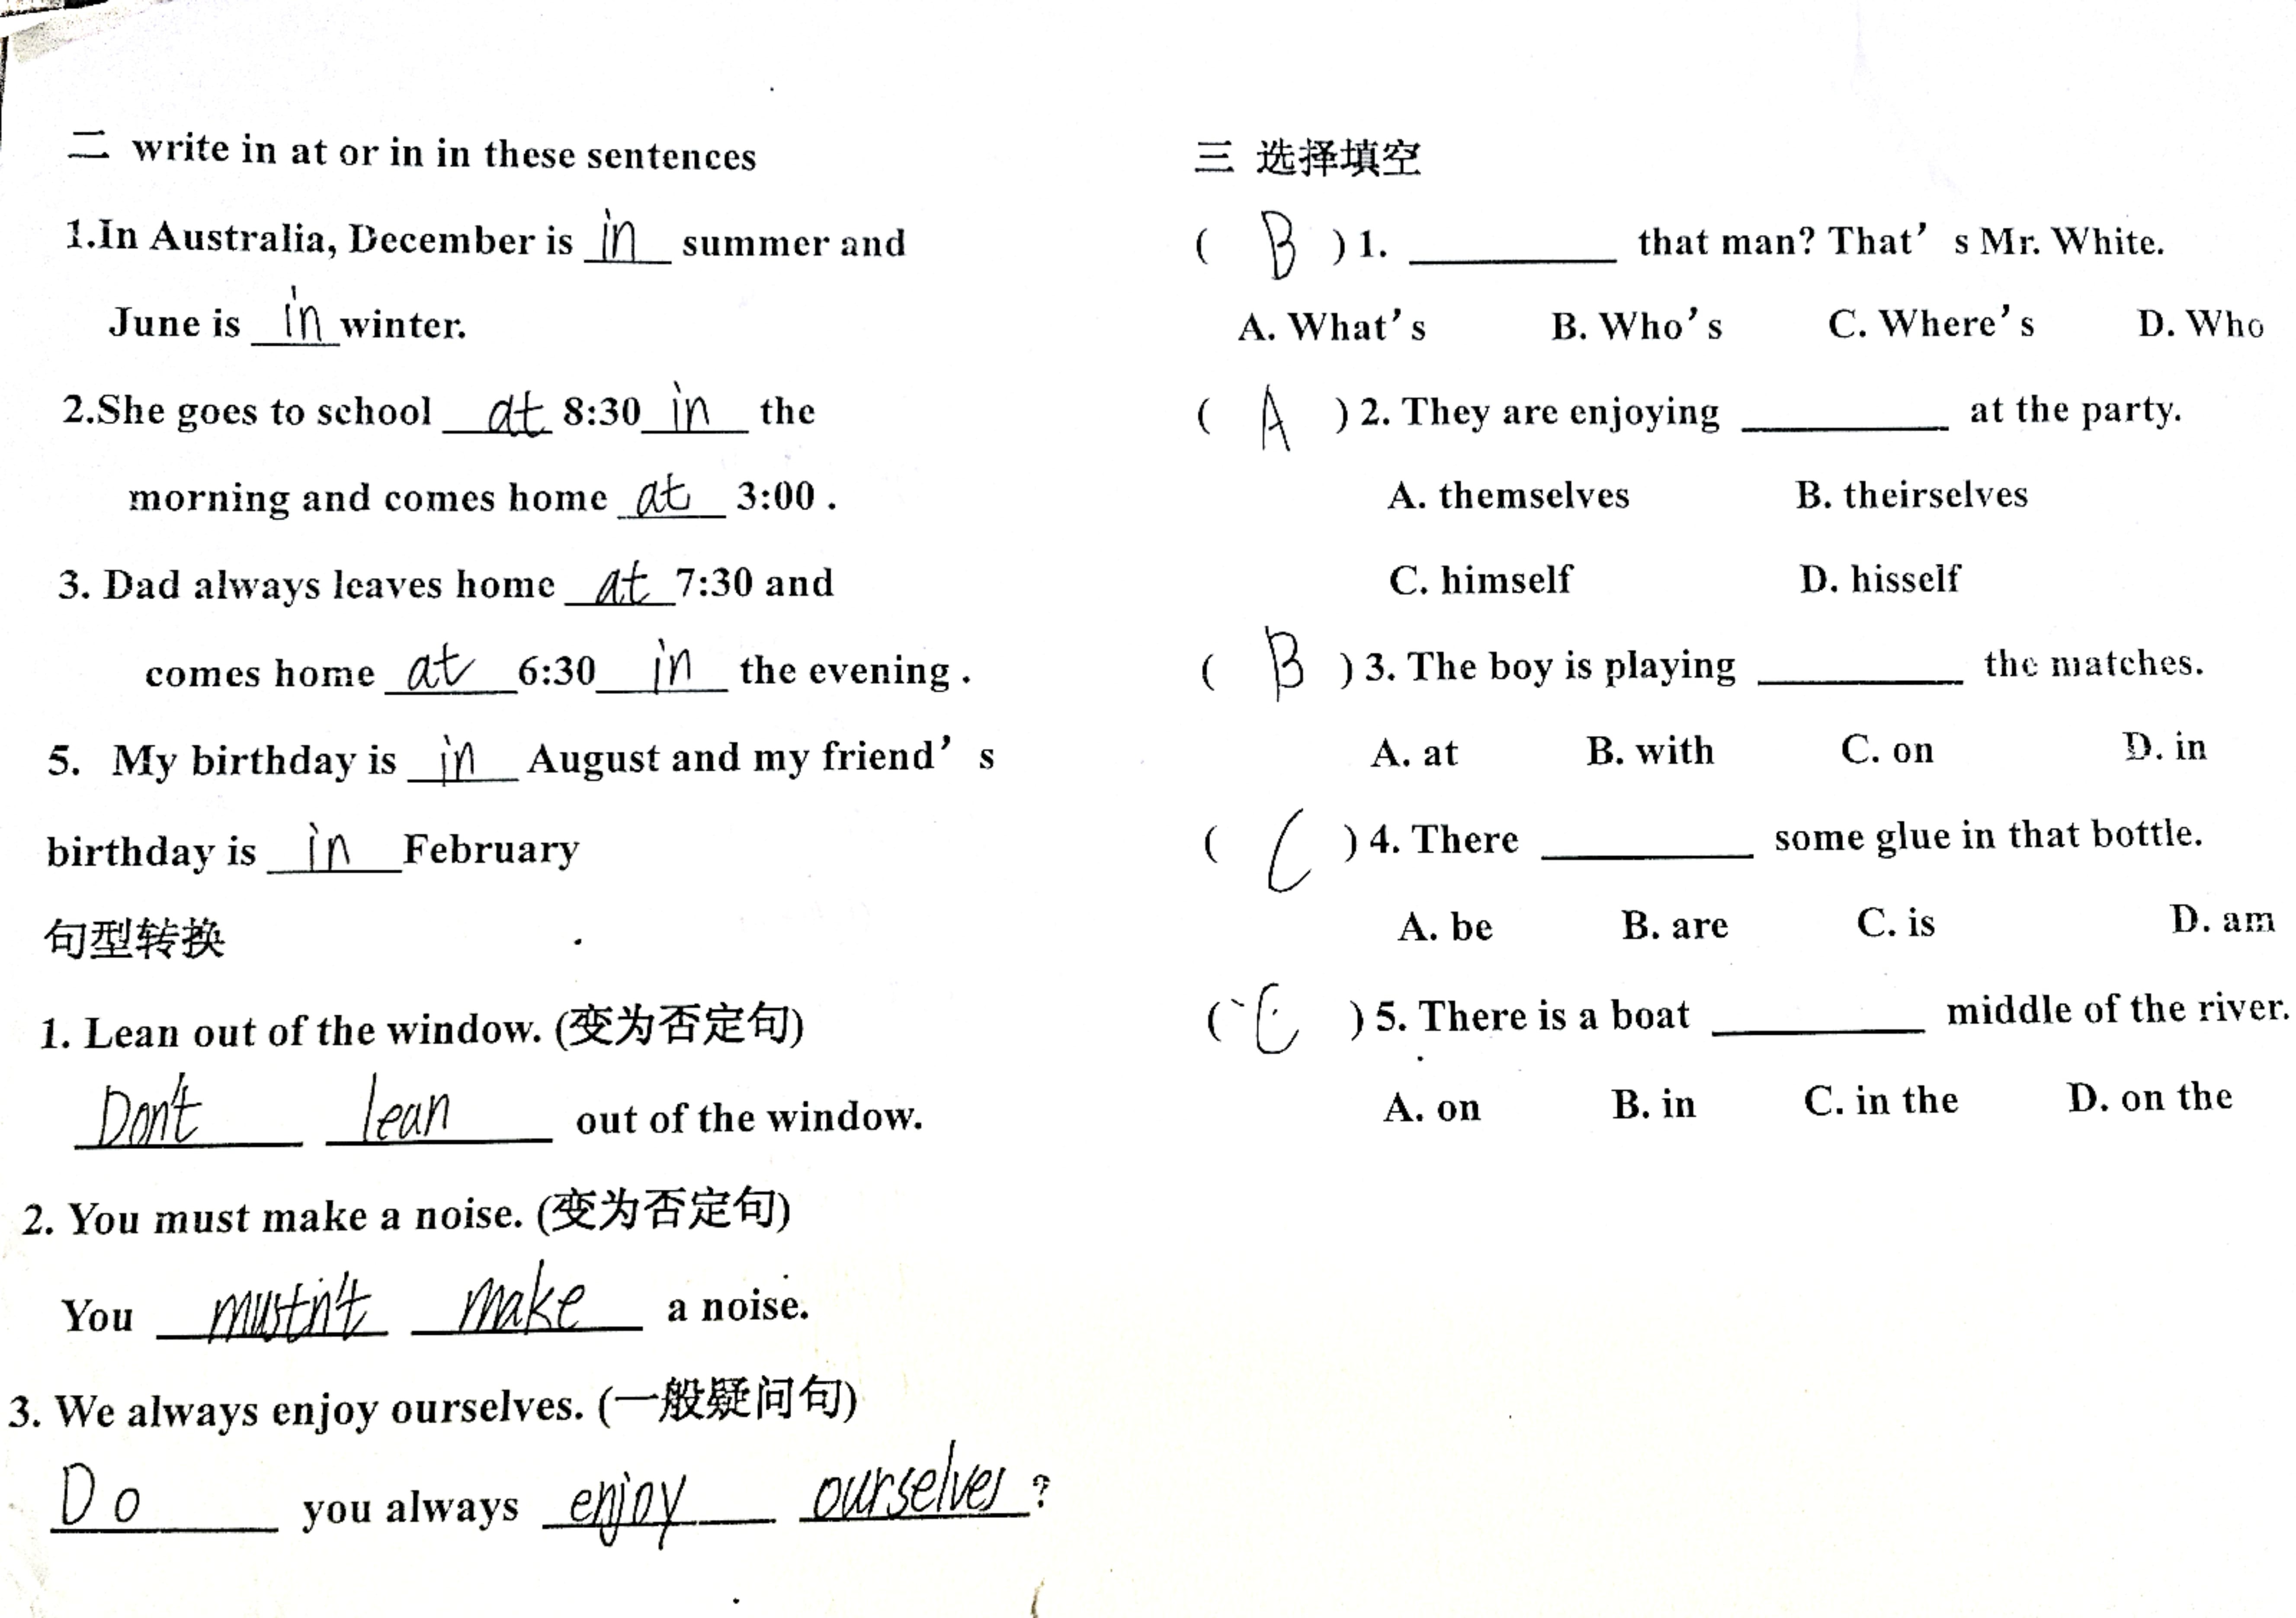 二 write in at or in in these sentences
1.In Australia, December is in summer and
June is in winter.
2.She goes to school at 8:30 in the
morning and comes home at 3:00 .
3. Dad always leaves home at 7:30 and
comes home at 6:30 in the evening .
5. My birthday is in August and my friend’ s
birthday is in February
句型转换
1. Lean out of the window. (变为否定句)
Don't lean out of the window.
2. You must make a noise. (变为否定句)
You mustn't make a noise.
3. We always enjoy ourselves. (一般疑问句)
Do you always enjoy ourselves ?
三 选择填空
( B ) 1. ________ that man? That’ s Mr. White.
A. What’s B. Who’s C. Where’s D. Who
( A ) 2. They are enjoying ________ at the party.
A. themselves B. theirselves
C. himself D. hisself
( B ) 3. The boy is playing ________ the matches.
A. at B. with C. on D. in
( C ) 4. There ________ some glue in that bottle.
A. be B. are C. is D. am
( C ) 5. There is a boat ________ middle of the river.
A. on B. in C. in the D. on the